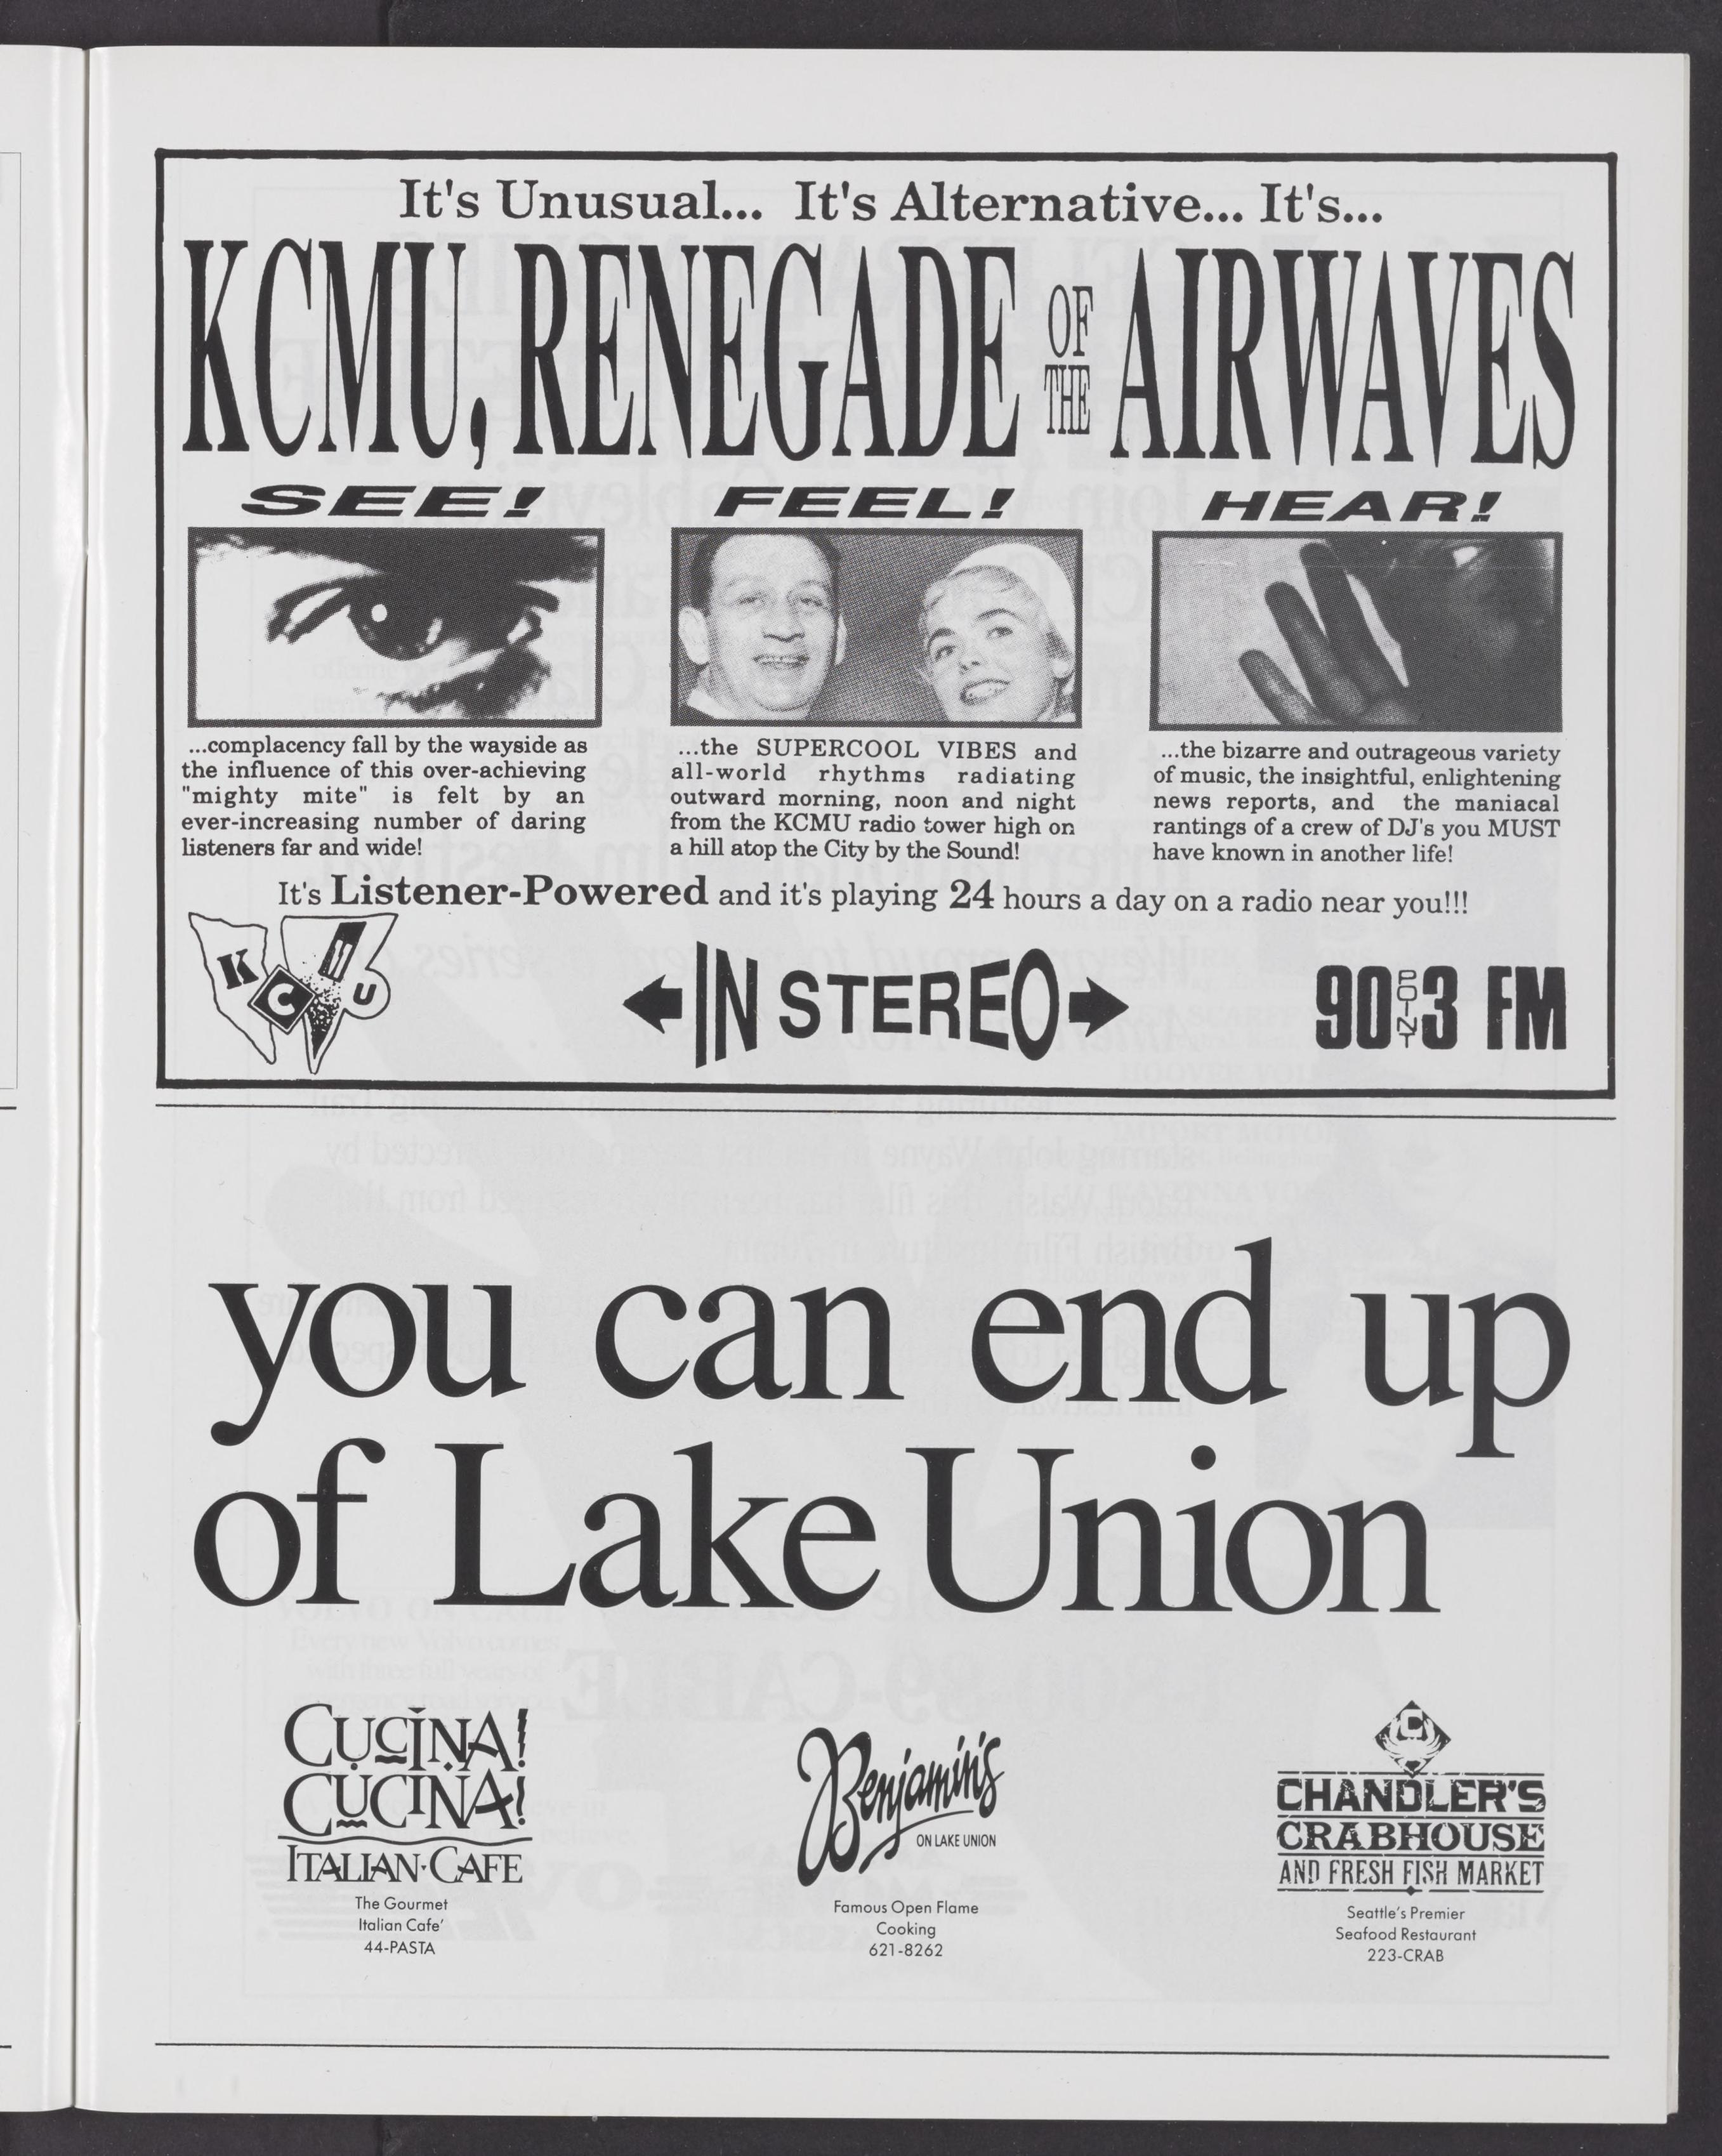 It's Unusual... It's Alternative... It's...
KCMU, RENEGADE OF THE AIRWAVES
SEE!
...complacency fall by the wayside as
the influence of this over-achieving
"mighty mite" is felt by an
ever-increasing number of daring
listeners far and wide!
FEEL!
...the SUPERCOOL VIBES and
all-world rhythms radiating
outward morning, noon and night
from the KCMU radio tower high on
a hill atop the City by the Sound!
HEAR!
...the bizarre and outrageous variety
of music, the insightful, enlightening
news reports, and the maniacal
rantings of a crew of DJ's you MUST
have known in another life!
It's Listener-Powered and it's playing 24 hours a day on a radio near you!!!
K C M U
IN STEREO
90 POINT 3 FM
you can end up
of Lake Union
CUCINA!
CUCINA!
ITALIAN·CAFE
The Gourmet
Italian Cafe'
44-PASTA
Benjamin's
ON LAKE UNION
Famous Open Flame
Cooking
621-8262
C
CHANDLER'S
CRABHOUSE
AND FRESH FISH MARKET
Seattle's Premier
Seafood Restaurant
223-CRAB